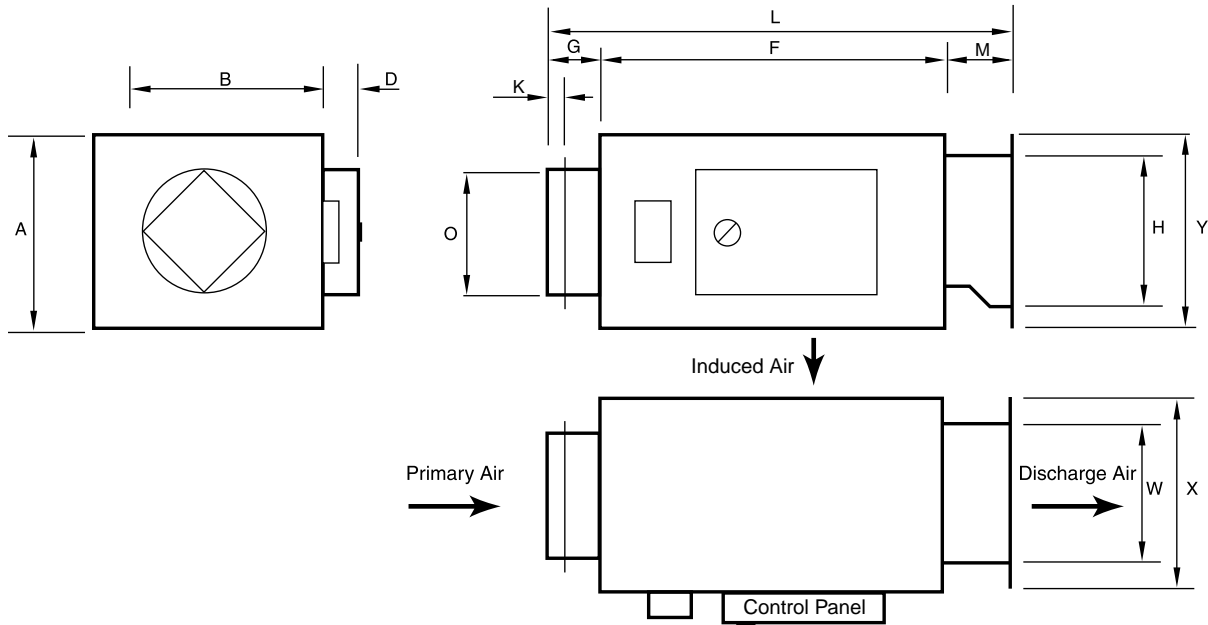 L
G
F
M
B
D
K
A
O
H
Y
Induced Air
Primary Air
Discharge Air
W
X
Control Panel